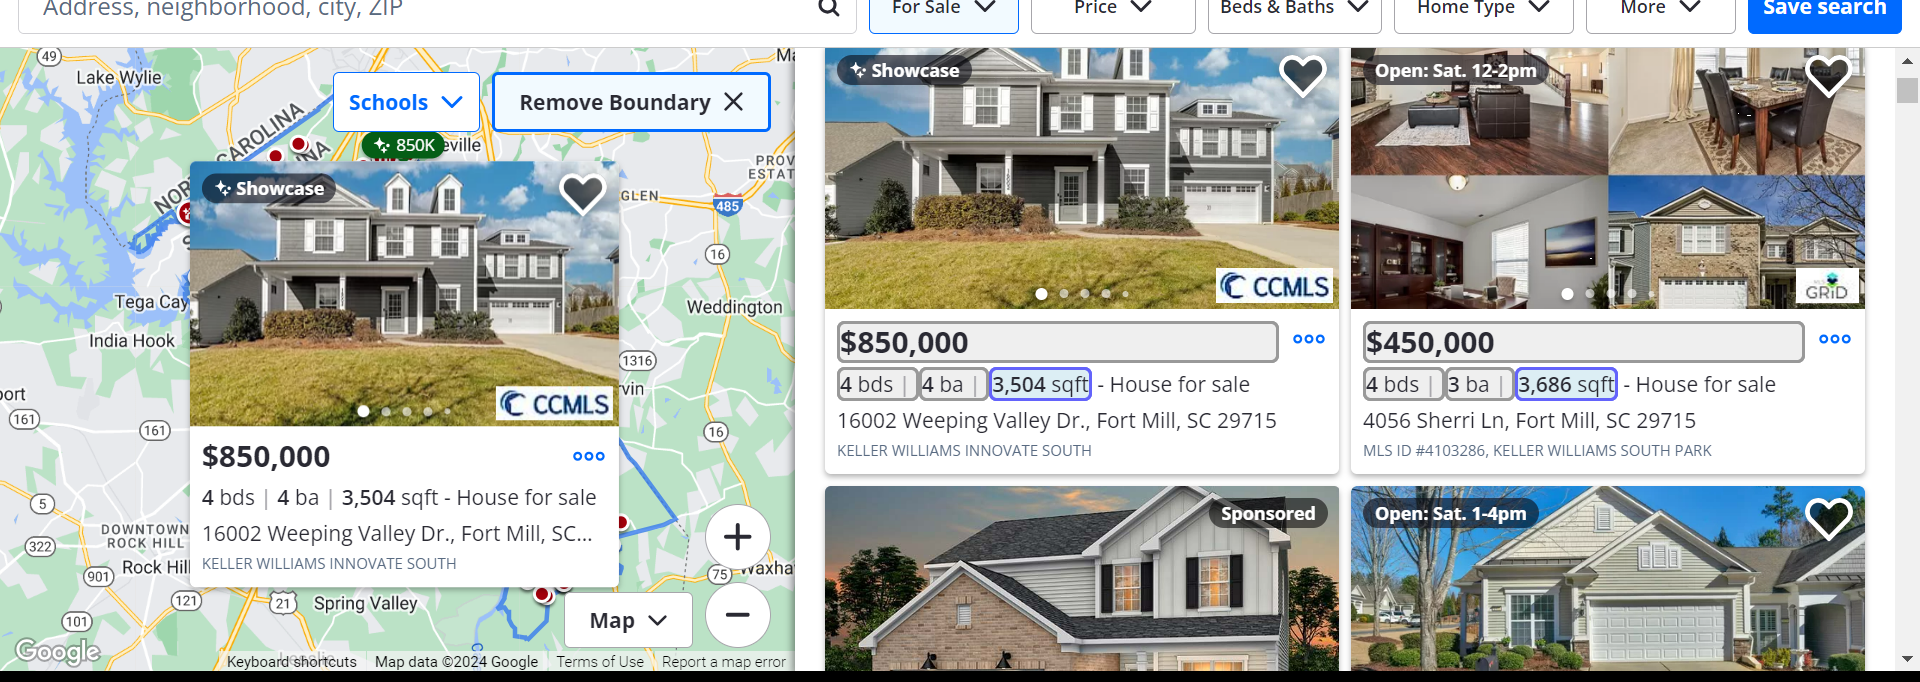 Address, neighborhood, city, ZIP
For Sale
Price
Beds & Baths
Home Type
More
Save search
49
Lake Wylie
CAROLINA
Schools
Remove Boundary
850K
eville
GLEN
PROV
ESTAT
485
16
Tega Cay
India Hook
Weddington
1316
vin
port
161
161
16
5
DOWNTOWN
ROCK HILL
322
Rock Hill
901
75
Waxha
121
21
Spring Valley
101
Showcase
CCMLS
$850,000
4 bds | 4 ba | 3,504 sqft - House for sale
16002 Weeping Valley Dr., Fort Mill, SC...
KELLER WILLIAMS INNOVATE SOUTH
Map
Google
Keyboard shortcuts
Map data ©2024 Google
Terms of Use
Report a map error
Showcase
CCMLS
$850,000
4 bds | 4 ba | 3,504 sqft - House for sale
16002 Weeping Valley Dr., Fort Mill, SC 29715
KELLER WILLIAMS INNOVATE SOUTH
Open: Sat. 12-2pm
GRID
$450,000
4 bds | 3 ba | 3,686 sqft - House for sale
4056 Sherri Ln, Fort Mill, SC 29715
MLS ID #4103286, KELLER WILLIAMS SOUTH PARK
Sponsored
Open: Sat. 1-4pm